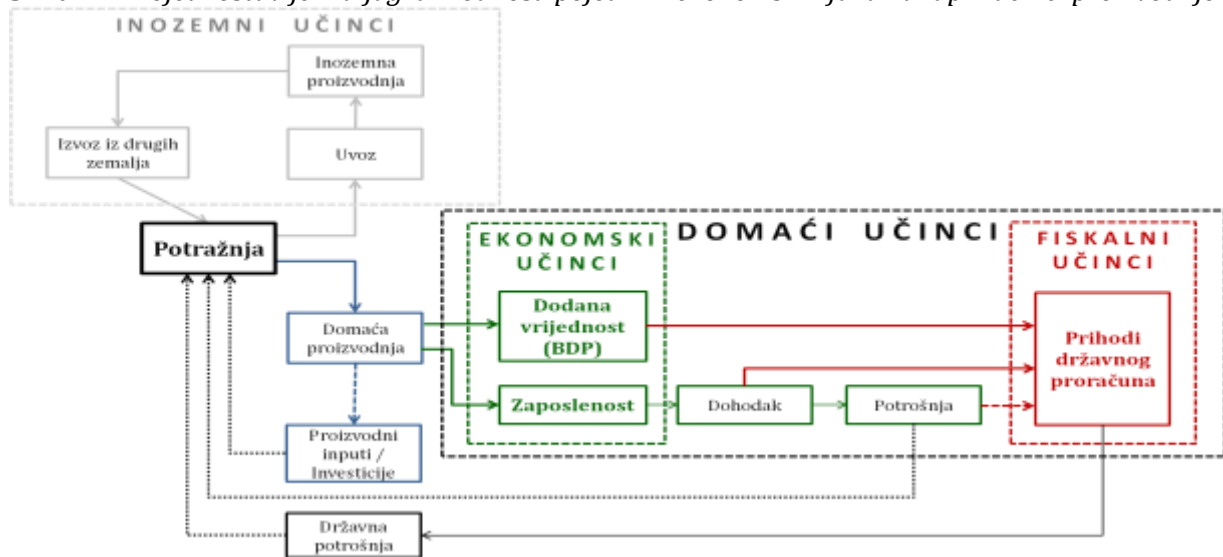 INOZEMNI UČINCI
Inozemna
proizvodnja
Izvoz iz drugih
zemalja
Uvoz
Potražnja
DOMAĆI UČINCI
EKONOMSKI
UČINCI
FISKALNI
UČINCI
Dodana
vrijednost
(BDP)
Domaća
proizvodnja
Prihodi
državnog
proračuna
Zaposlenost
Dohodak
Potrošnja
Proizvodni
inputi /
Investicije
Državna
potrošnja